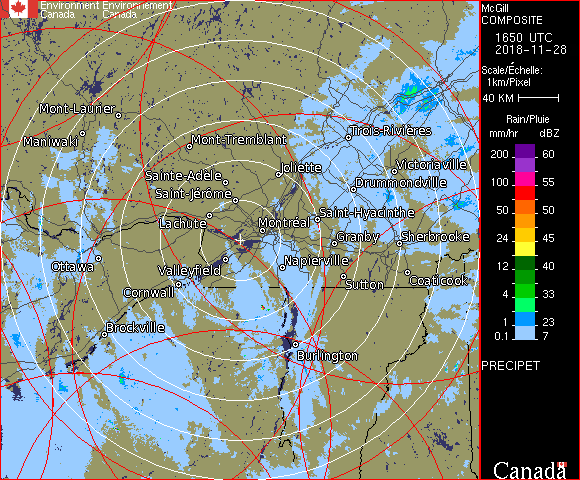 Environment Environnement
Canada Canada
Mont-Laurier
Trois-Rivières
Maniwaki
Mont-Tremblant
Joliette
Victoriaville
Sainte-Adèle
Drummondville
Saint-Jérôme
Lachute
Saint-Hyacinthe
Montréal
Granby
Sherbrooke
Ottawa
Valleyfield
Napierville
Cornwall
Sutton
Coaticook
Brockville
Burlington
McGill
COMPOSITE
1650 UTC
2018-11-28
Scale/Échelle:
1km/Pixel
40 KM
Rain/Pluie
mm/hr dBZ
200 60
100 55
50 50
24 45
12 40
4 33
1 23
0.1 7
PRECIPET
Canada